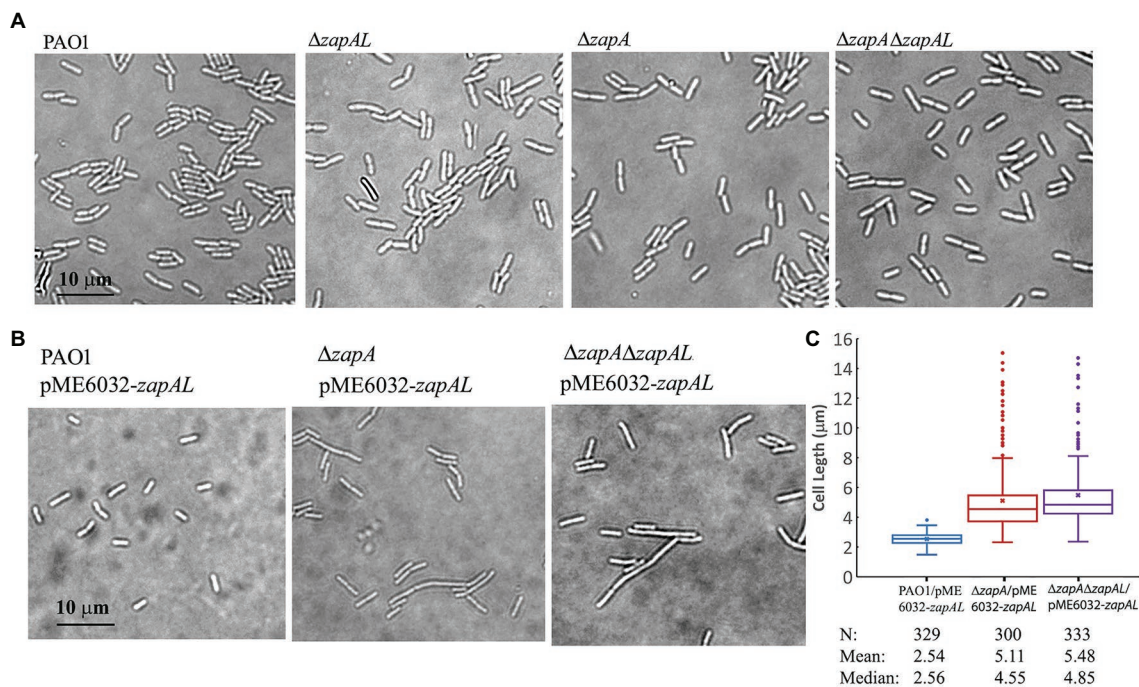 A
PAO1
ΔzapAL
ΔzapA
ΔzapAΔzapAL
10 μm
B
PAO1
pME6032-zapAL
ΔzapA
pME6032-zapAL
ΔzapAΔzapAL
pME6032-zapAL
10 μm
C
Cell Legth (μm)
16
14
12
10
8
6
4
2
0
PAO1/pME
6032-zapAL
ΔzapA/pME
6032-zapAL
ΔzapAΔzapAL/
pME6032-zapAL
N: 329 300 333
Mean: 2.54 5.11 5.48
Median: 2.56 4.55 4.85